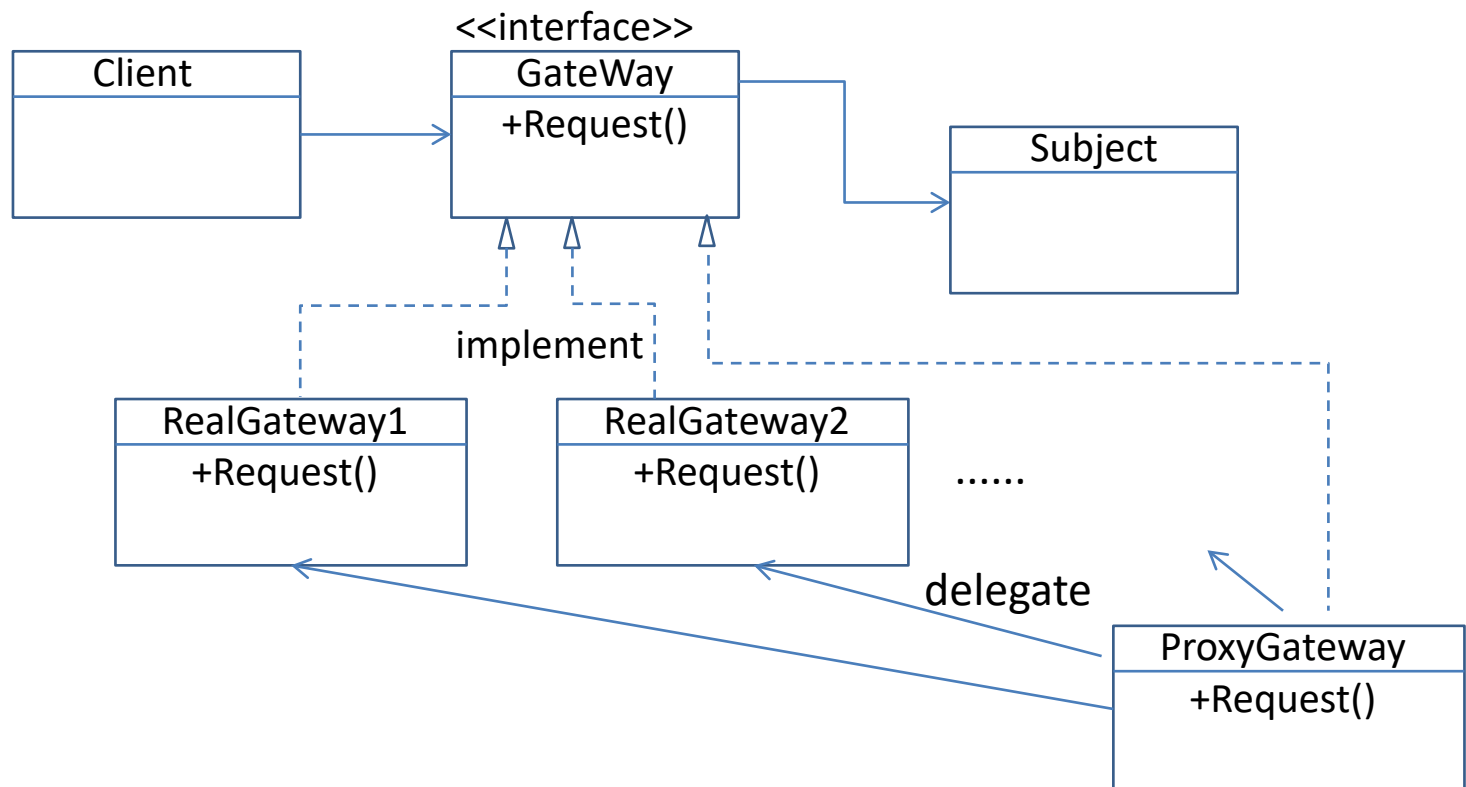 <<interface>>
Client
GateWay
+Request()
Subject
implement
RealGateway1
+Request()
RealGateway2
+Request()
......
delegate
ProxyGateway
+Request()